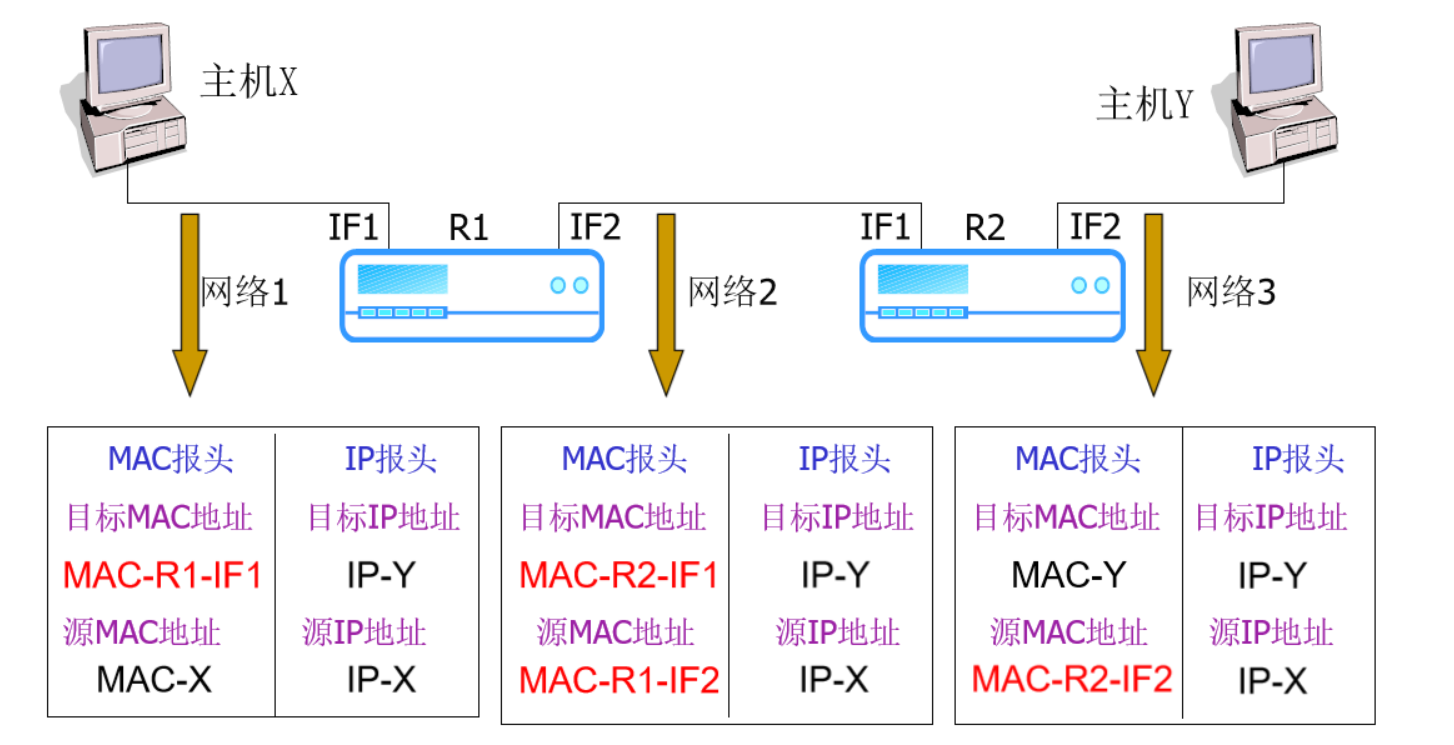 主机X
主机Y
IF1 R1 IF2
IF1 R2 IF2
网络1
网络2
网络3
MAC报头 IP报头
目标MAC地址 目标IP地址
MAC-R1-IF1 IP-Y
源MAC地址 源IP地址
MAC-X IP-X
MAC报头 IP报头
目标MAC地址 目标IP地址
MAC-R2-IF1 IP-Y
源MAC地址 源IP地址
MAC-R1-IF2 IP-X
MAC报头 IP报头
目标MAC地址 目标IP地址
MAC-Y IP-Y
源MAC地址 源IP地址
MAC-R2-IF2 IP-X